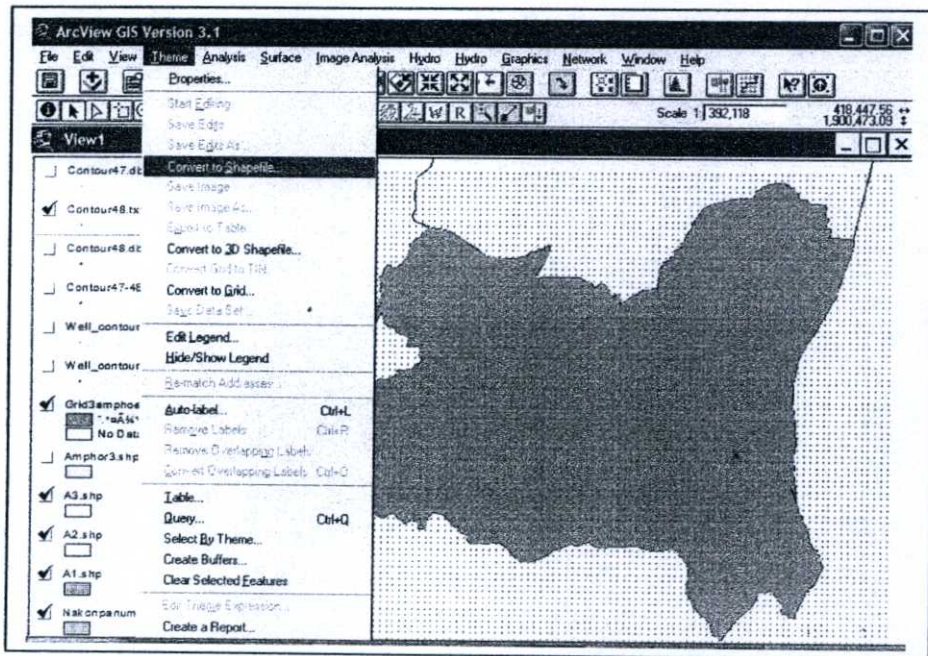 ArcView GIS Version 3.1
File Edit View Theme Analysis Surface Image Analysis Hydro Hydro Graphics Network Window Help
Properties...
Start Editing
Save Edits
Save Edits As...
Convert to Shapefile...
Save Image
Save Image As...
Export to Table
Convert to 3D Shapefile...
Convert Grid to TIN
Convert to Grid...
Save Data Set...
Edit Legend...
Hide/Show Legend
Re-match Addresses...
Auto-label... Ctrl+L
Remove Labels Ctrl+R
Remove Overlapping Labels
Convert Overlapping Labels Ctrl+O
Table...
Query... Ctrl+Q
Select By Theme...
Create Buffers...
Clear Selected Features
Edit Theme Expression...
Create a Report...
W R
Scale 1: 392,118
418,447.56
1,900,473.09
View1
Contour47.db
Contour48.tx
Contour48.db
Contour47-48
Well_contour
Well_contour
Grid3amphoe
No Data
Amphor3.shp
A3.shp
A2.shp
A1.shp
Nakonpanum